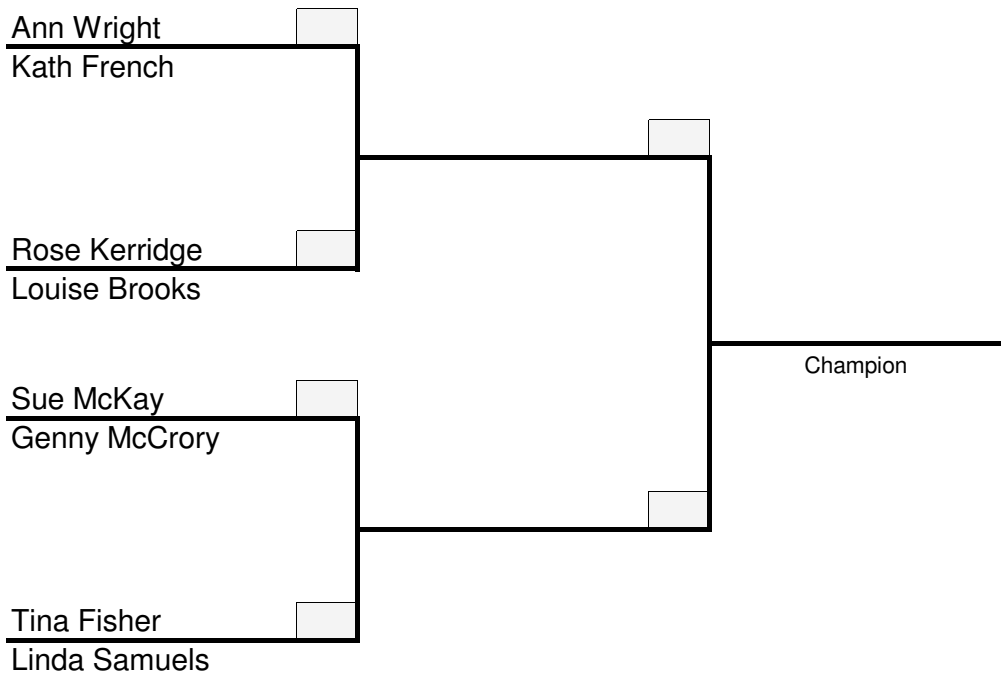 Ann Wright
Kath French
Rose Kerridge
Louise Brooks
Champion
Sue McKay
Genny McCrory
Tina Fisher
Linda Samuels